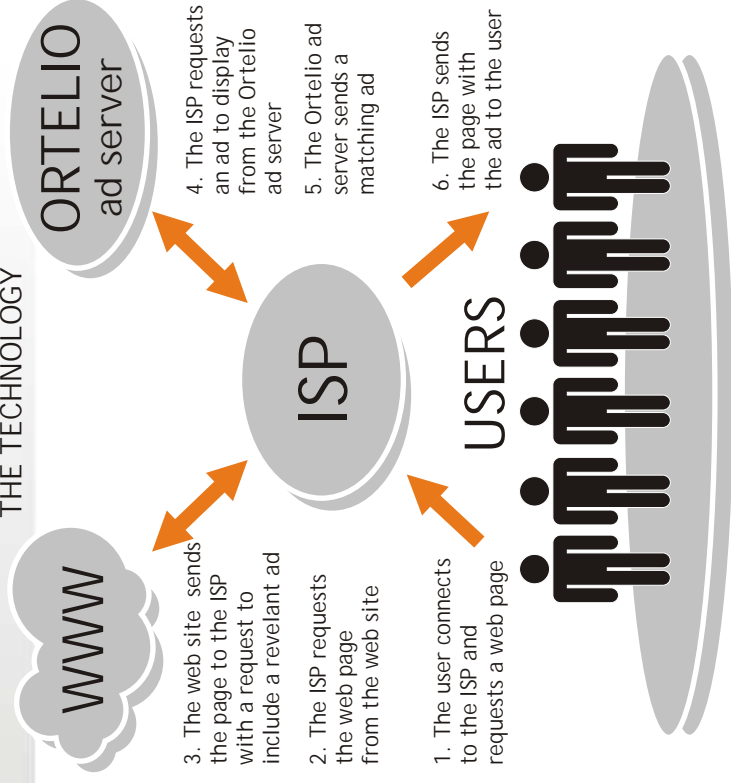 THE TECHNOLOGY
WWW
ORTELIO
ad server
3. The web site sends
the page to the ISP
with a request to
include a revelant ad
2. The ISP requests
the web page
from the web site
1. The user connects
to the ISP and
requests a web page
ISP
4. The ISP requests
an ad to display
from the Ortelio
ad server
5. The Ortelio ad
server sends a
matching ad
6. The ISP sends
the page with
the ad to the user
USERS